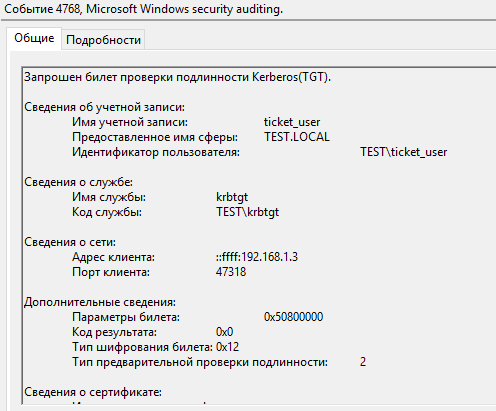 Событие 4768, Microsoft Windows security auditing.
Общие Подробности
Запрошен билет проверки подлинности Kerberos(TGT).
Сведения об учетной записи:
Имя учетной записи: ticket_user
Предоставленное имя сферы: TEST.LOCAL
Идентификатор пользователя: TEST\ticket_user
Сведения о службе:
Имя службы: krbtgt
Код службы: TEST\krbtgt
Сведения о сети:
Адрес клиента: ::ffff:192.168.1.3
Порт клиента: 47318
Дополнительные сведения:
Параметры билета: 0x50800000
Код результата: 0x0
Тип шифрования билета: 0x12
Тип предварительной проверки подлинности: 2
Сведения о сертификате: